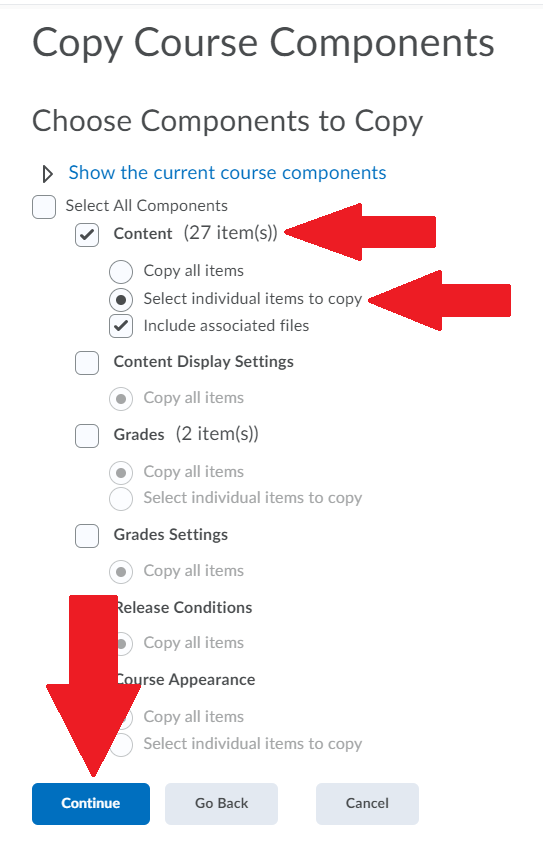 Copy Course Components
Choose Components to Copy
Show the current course components
Select All Components
Content (27 item(s))
Copy all items
Select individual items to copy
Include associated files
Content Display Settings
Copy all items
Grades (2 item(s))
Copy all items
Select individual items to copy
Grades Settings
Copy all items
Release Conditions
Copy all items
Course Appearance
Copy all items
Select individual items to copy
Continue Go Back Cancel